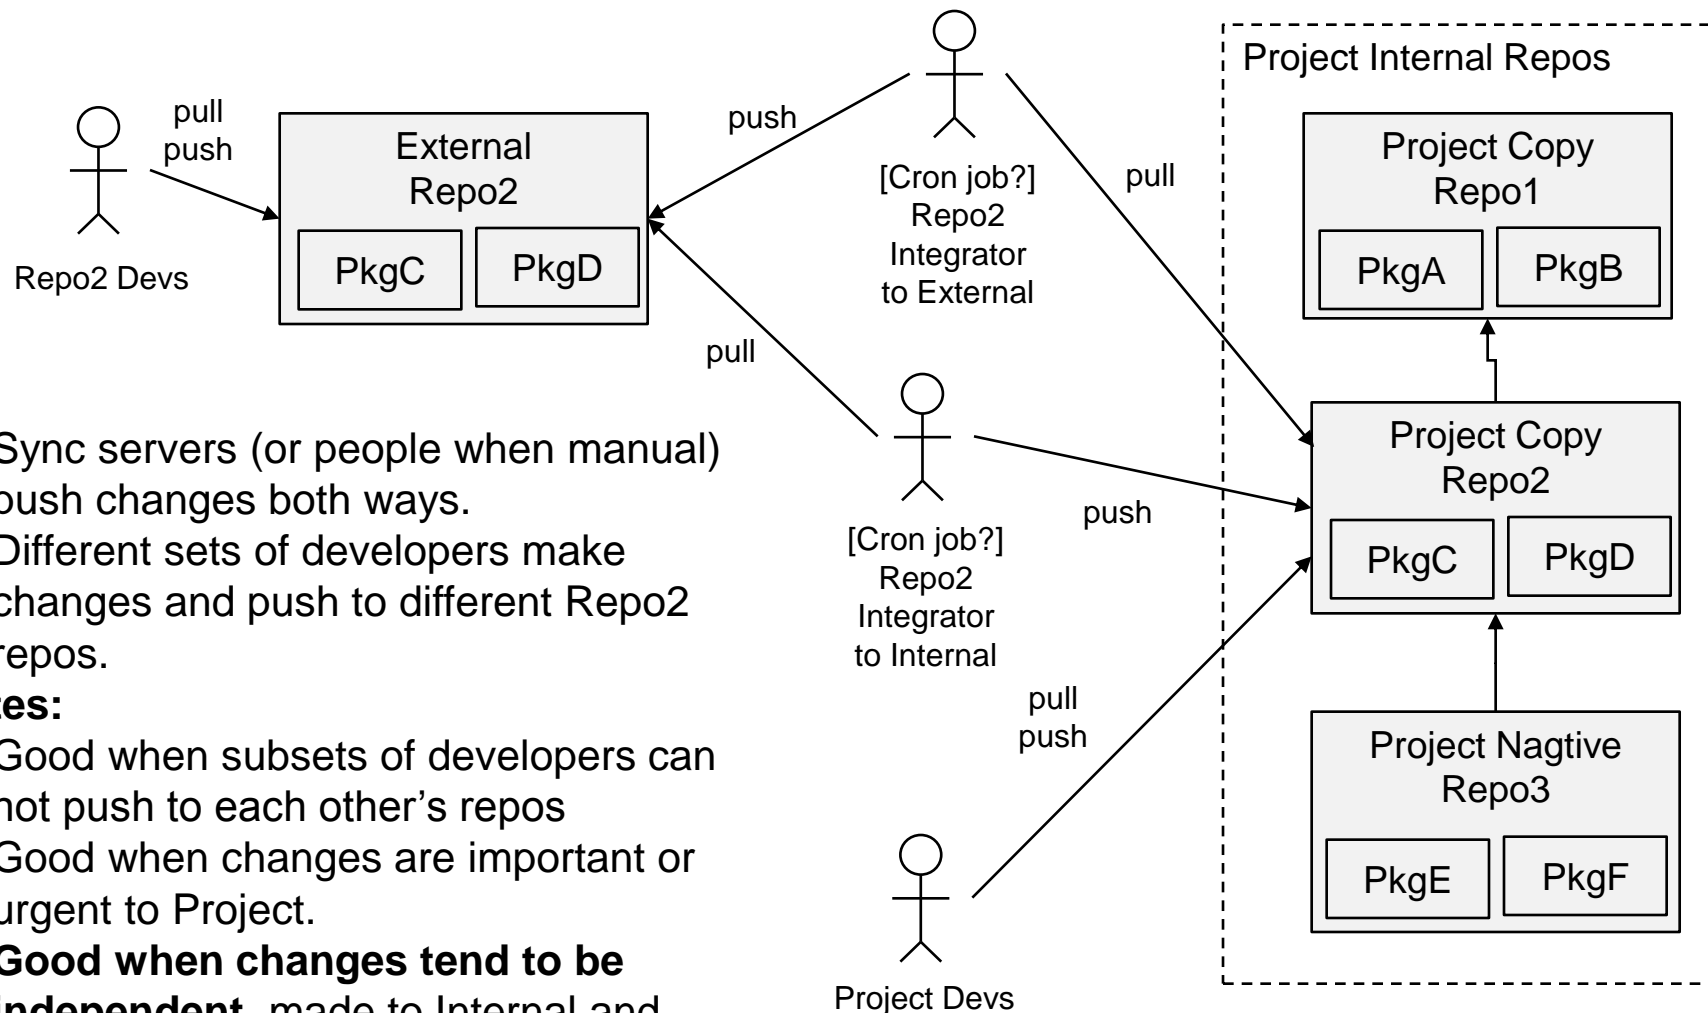 pull
push
Repo2 Devs
External
Repo2
PkgC
PkgD
push
pull
[Cron job?]
Repo2
Integrator
to External
pull
[Cron job?]
Repo2
Integrator
to Internal
push
pull
push
Project Devs
Project Internal Repos
Project Copy
Repo1
PkgA
PkgB
Project Copy
Repo2
PkgC
PkgD
Project Nagtive
Repo3
PkgE
PkgF
Sync servers (or people when manual)
push changes both ways.
Different sets of developers make
changes and push to different Repo2
repos.
tes:
Good when subsets of developers can
not push to each other’s repos
Good when changes are important or
urgent to Project.
Good when changes tend to be
independent, made to Internal and